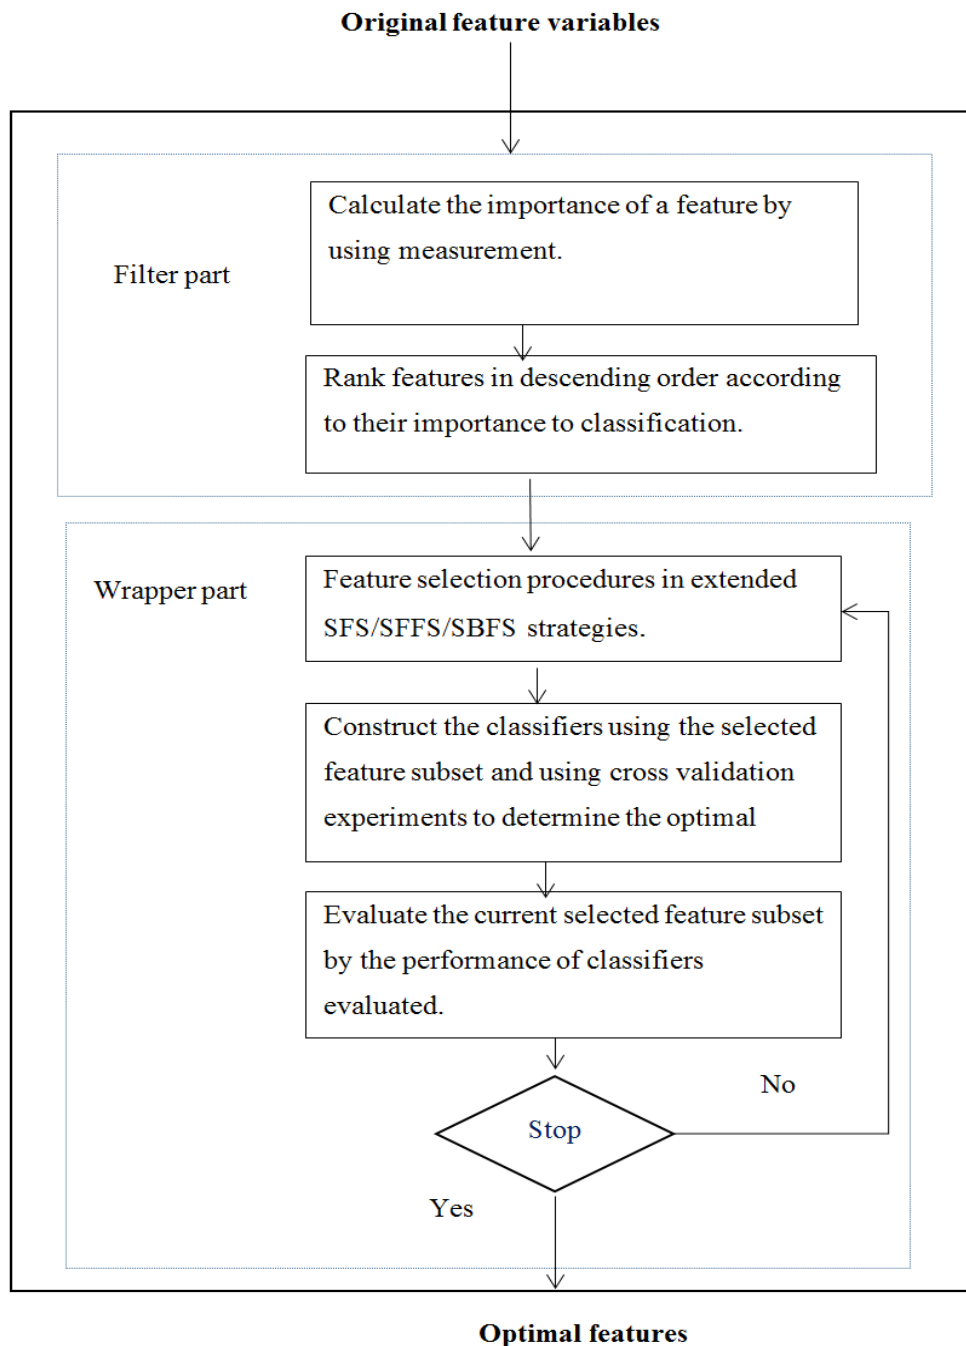 Original feature variables
Calculate the importance of a feature by
using measurement.
Filter part
Rank features in descending order according
to their importance to classification.
Wrapper part
Feature selection procedures in extended
SFS/SFFS/SBFS strategies.
Construct the classifiers using the selected
feature subset and using cross validation
experiments to determine the optimal
Evaluate the current selected feature subset
by the performance of classifiers
evaluated.
No
Stop
Yes
Optimal features